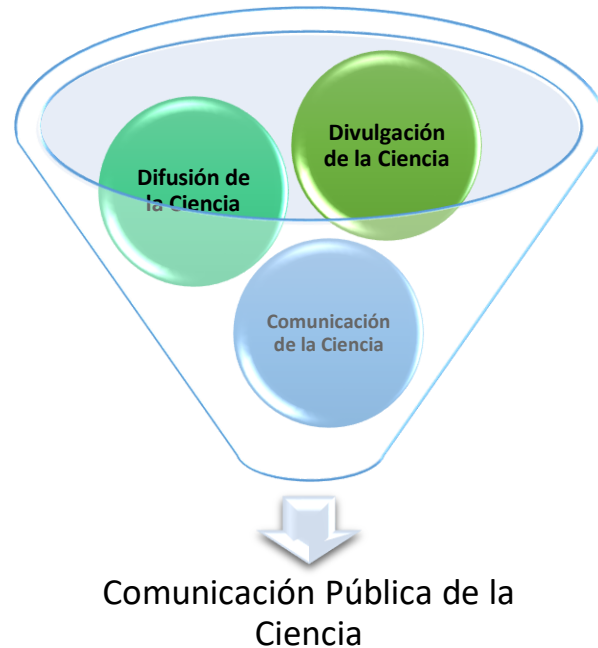 Divulgación
de la Ciencia
Difusión de
la Ciencia
Comunicación
de la Ciencia
Comunicación Pública de la
Ciencia